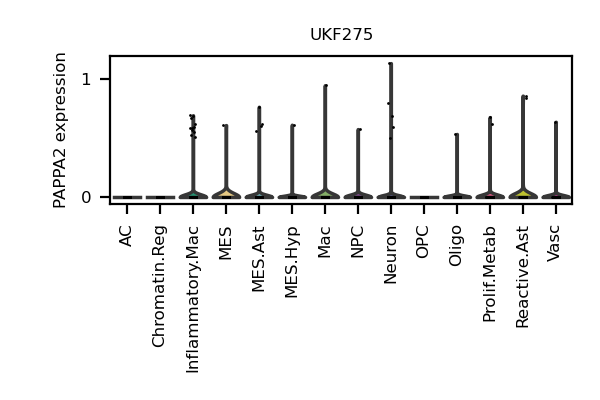 UKF275
PAPPA2 expression
1
0
AC
Chromatin.Reg
Inflammatory.Mac
MES
MES.Ast
MES.Hyp
Mac
NPC
Neuron
OPC
Oligo
Prolif.Metab
Reactive.Ast
Vasc